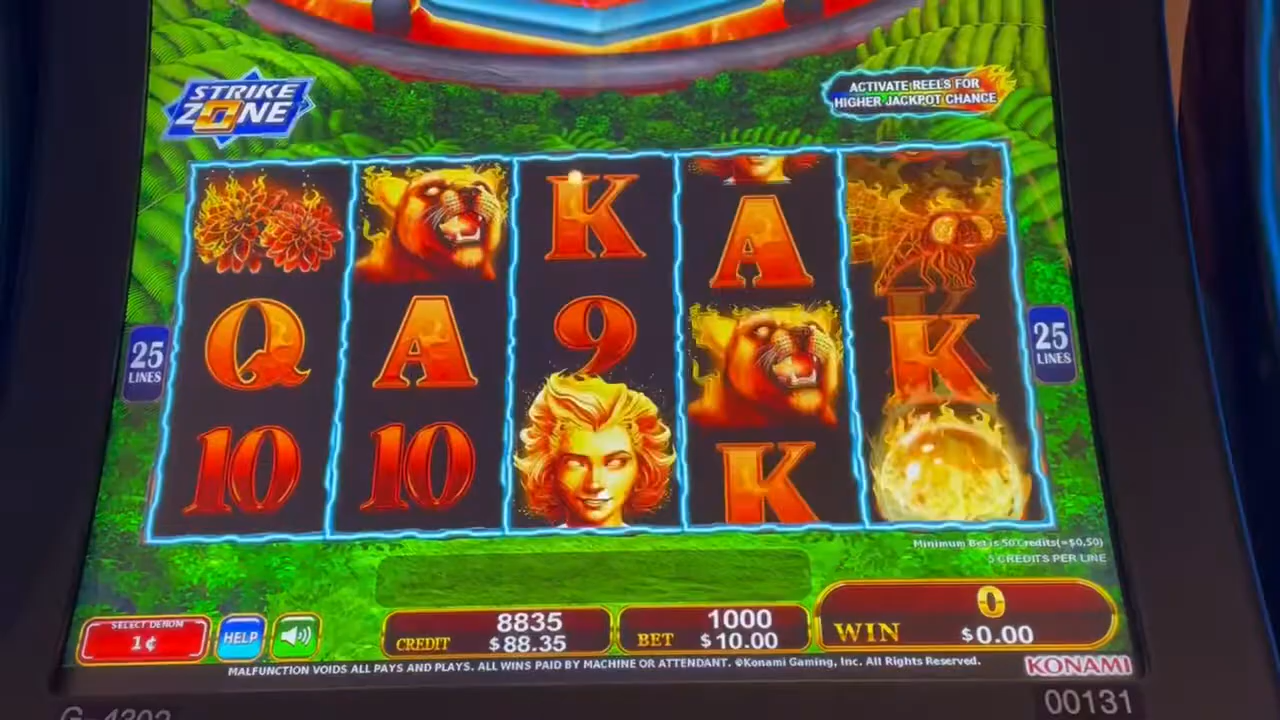 STRIKE
ZONE
ACTIVATE REELS FOR
HIGHER JACKPOT CHANCE
K
A
Q
A
9
K
10
10
K
25
LINES
25
LINES
Minimum Bet is 50 Credits(=$0.50)
5 CREDITS PER LINE
SELECT DENOM
1¢
HELP
CREDIT
8835
$88.35
BET
1000
$10.00
WIN
0
$0.00
MALFUNCTION VOIDS ALL PAYS AND PLAYS. ALL WINS PAID BY MACHINE OR ATTENDANT. ©Konami Gaming, Inc. All Rights Reserved.
KONAMI
00131